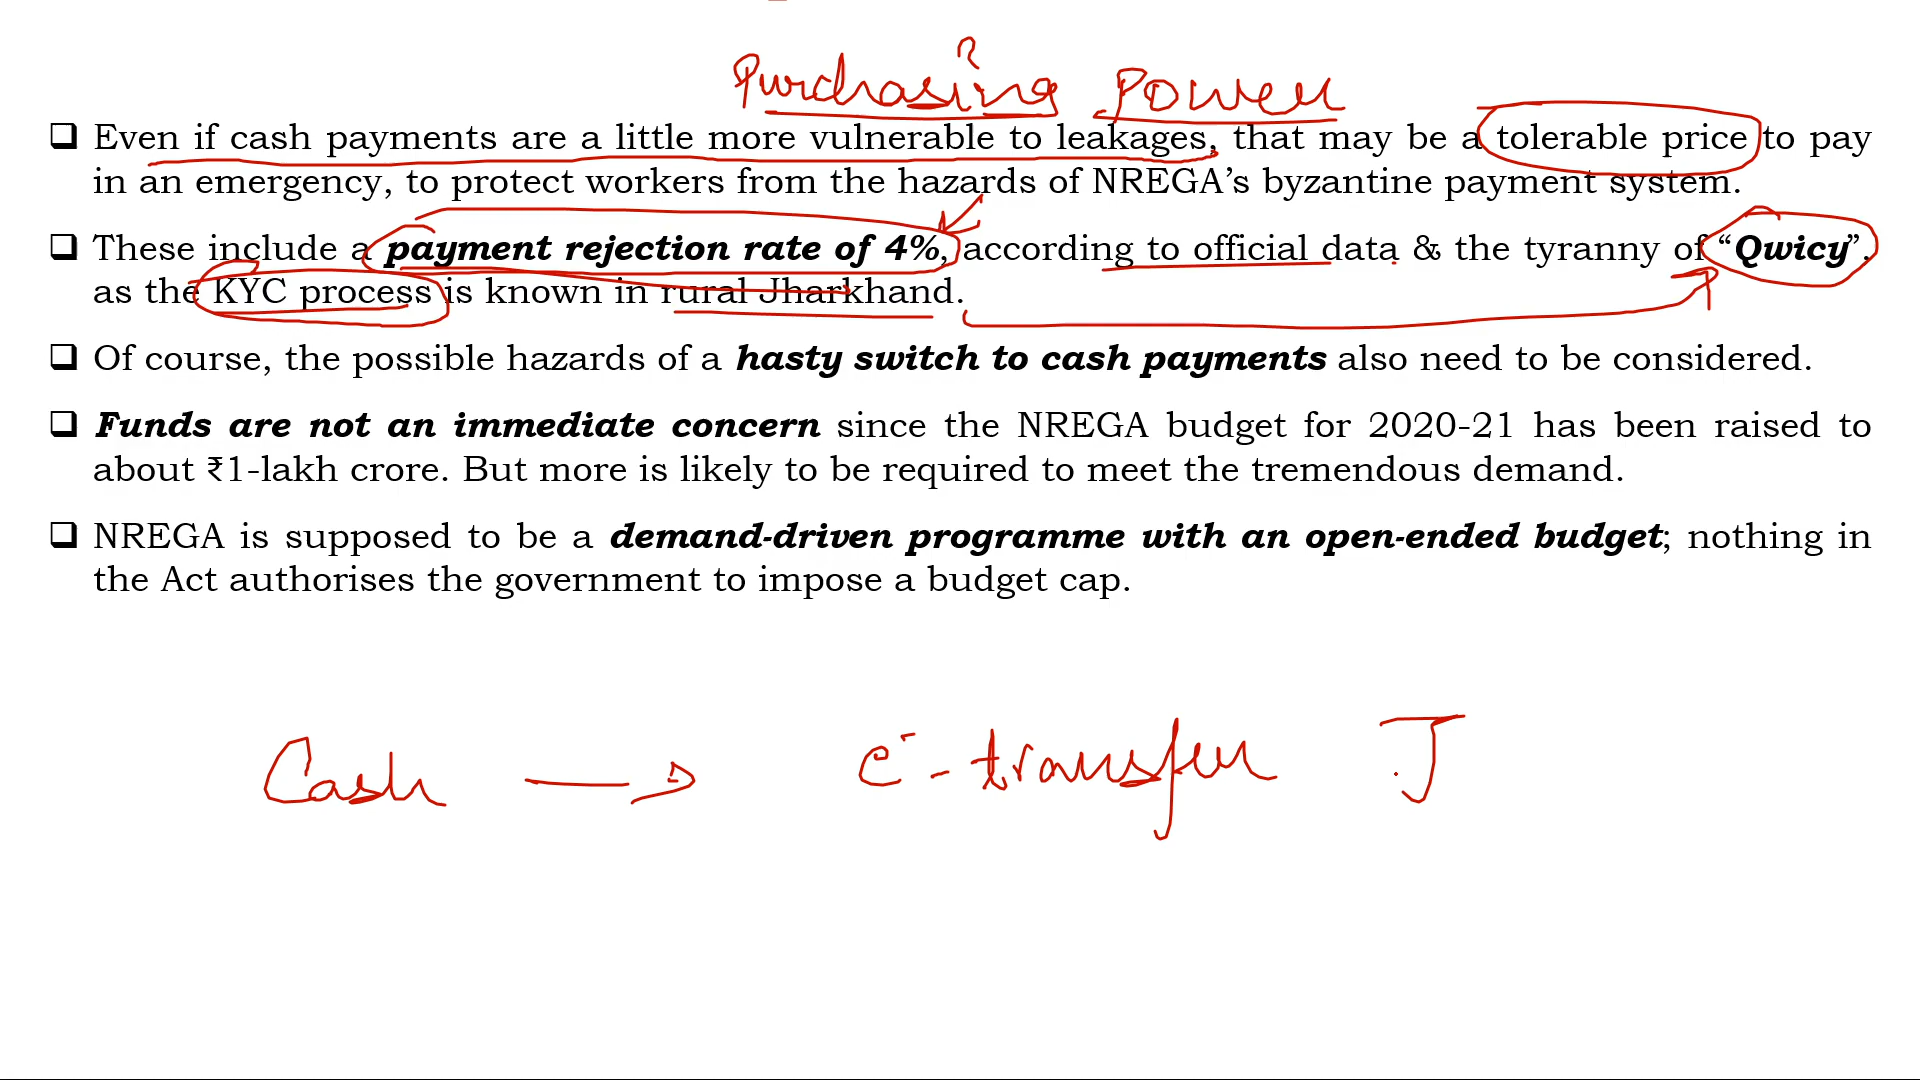 Purchasing Power
❑ Even if cash payments are a little more vulnerable to leakages, that may be a tolerable price to pay
in an emergency, to protect workers from the hazards of NREGA’s byzantine payment system.
❑ These include a payment rejection rate of 4%, according to official data & the tyranny of “Qwicy”,
as the KYC process is known in rural Jharkhand.
❑ Of course, the possible hazards of a hasty switch to cash payments also need to be considered.
❑ Funds are not an immediate concern since the NREGA budget for 2020-21 has been raised to
about ₹1-lakh crore. But more is likely to be required to meet the tremendous demand.
❑ NREGA is supposed to be a demand-driven programme with an open-ended budget; nothing in
the Act authorises the government to impose a budget cap.
Cash → e-transfer J